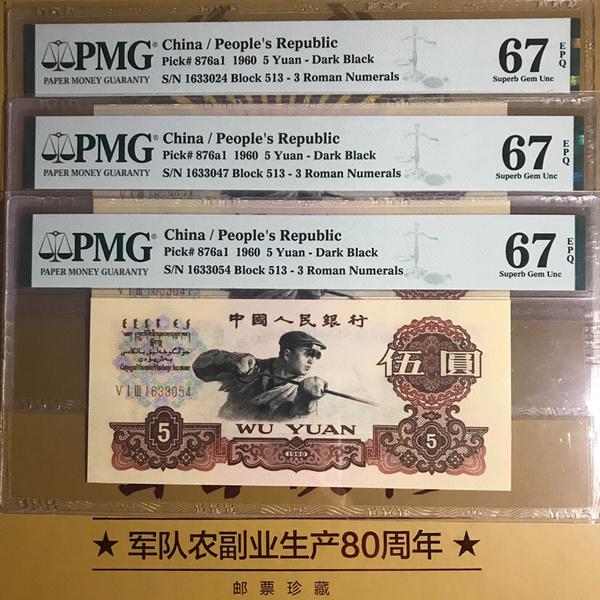 PMG
PAPER MONEY GUARANTY
China / People's Republic
Pick# 876a1 1960 5 Yuan - Dark Black
S/N 1633024 Block 513 - 3 Roman Numerals
67
EPQ
Superb Gem Unc
PMG
PAPER MONEY GUARANTY
China / People's Republic
Pick# 876a1 1960 5 Yuan - Dark Black
S/N 1633047 Block 513 - 3 Roman Numerals
67
EPQ
Superb Gem Unc
PMG
PAPER MONEY GUARANTY
China / People's Republic
Pick# 876a1 1960 5 Yuan - Dark Black
S/N 1633054 Block 513 - 3 Roman Numerals
67
EPQ
Superb Gem Unc
中國人民銀行
伍圓
V I III 1633054
5
WU YUAN
1960
5
★ 军队农副业生产80周年 ★
邮票珍藏